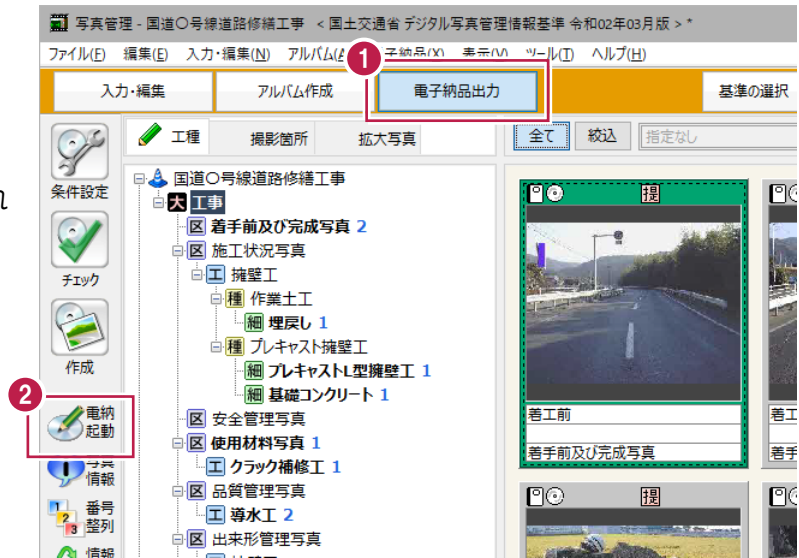 写真管理 - 国道〇号線道路修繕工事 < 国土交通省 デジタル写真管理情報基準 令和02年03月版 > *
ファイル(F) 編集(E) 入力・編集(N) アルバム(A) 子納品(X) 表示(V) ツール(T) ヘルプ(H)
1
入力・編集 アルバム作成 電子納品出力 基準の選択
工種 撮影箇所 拡大写真 全て 絞込 指定なし
条件設定
チェック
作成
2
電納
起動
写真
情報
番号
整列
情報
国道〇号線道路修繕工事
大 工事
区 着手前及び完成写真 2
区 施工状況写真
工 擁壁工
種 作業土工
細 埋戻し 1
種 プレキャスト擁壁工
細 プレキャストL型擁壁工 1
細 基礎コンクリート 1
区 安全管理写真
区 使用材料写真 1
工 クラック補修工 1
区 品質管理写真
工 導水工 2
区 出来形管理写真
提
着工前
着手前及び完成写真
提
着工
着手